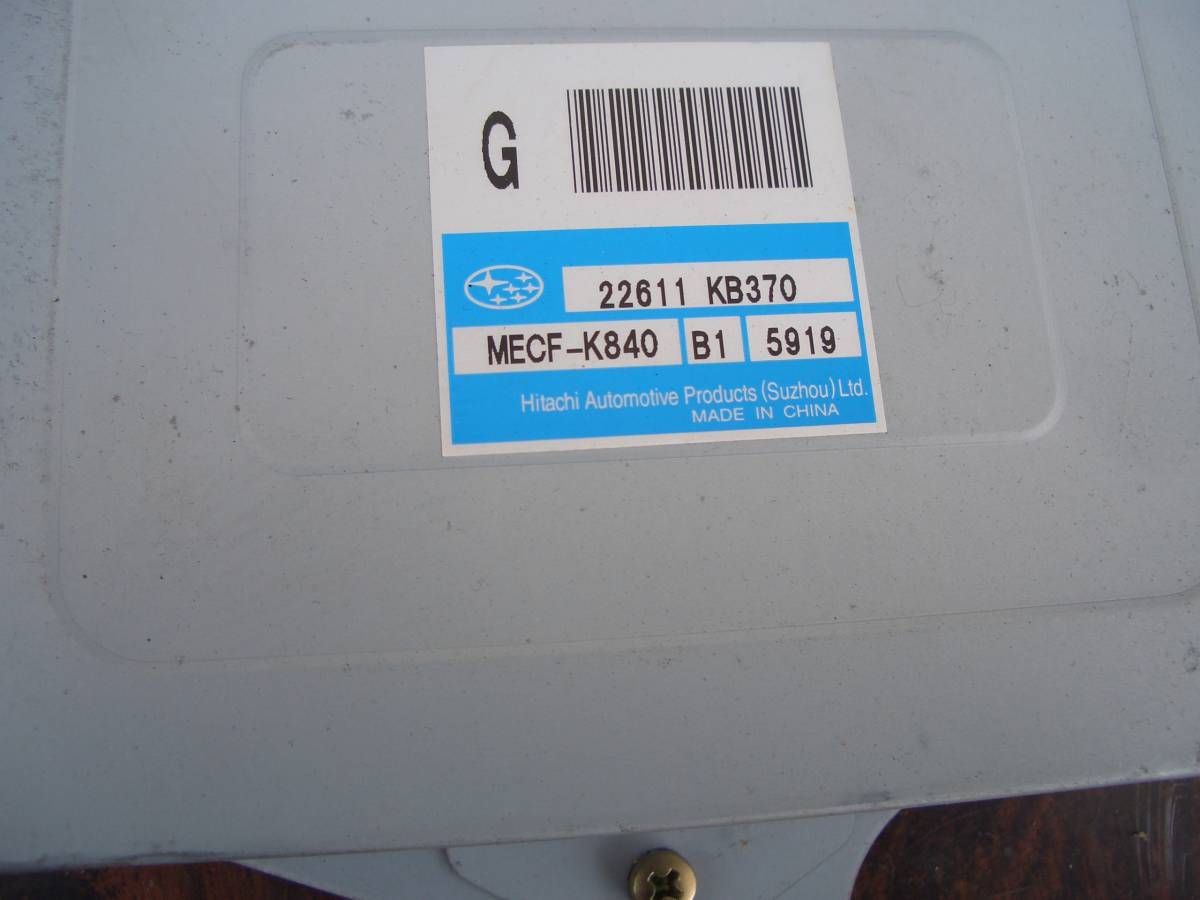 G
22611 KB370
MECF-K840 B1 5919
Hitachi Automotive Products (Suzhou) Ltd.
MADE IN CHINA